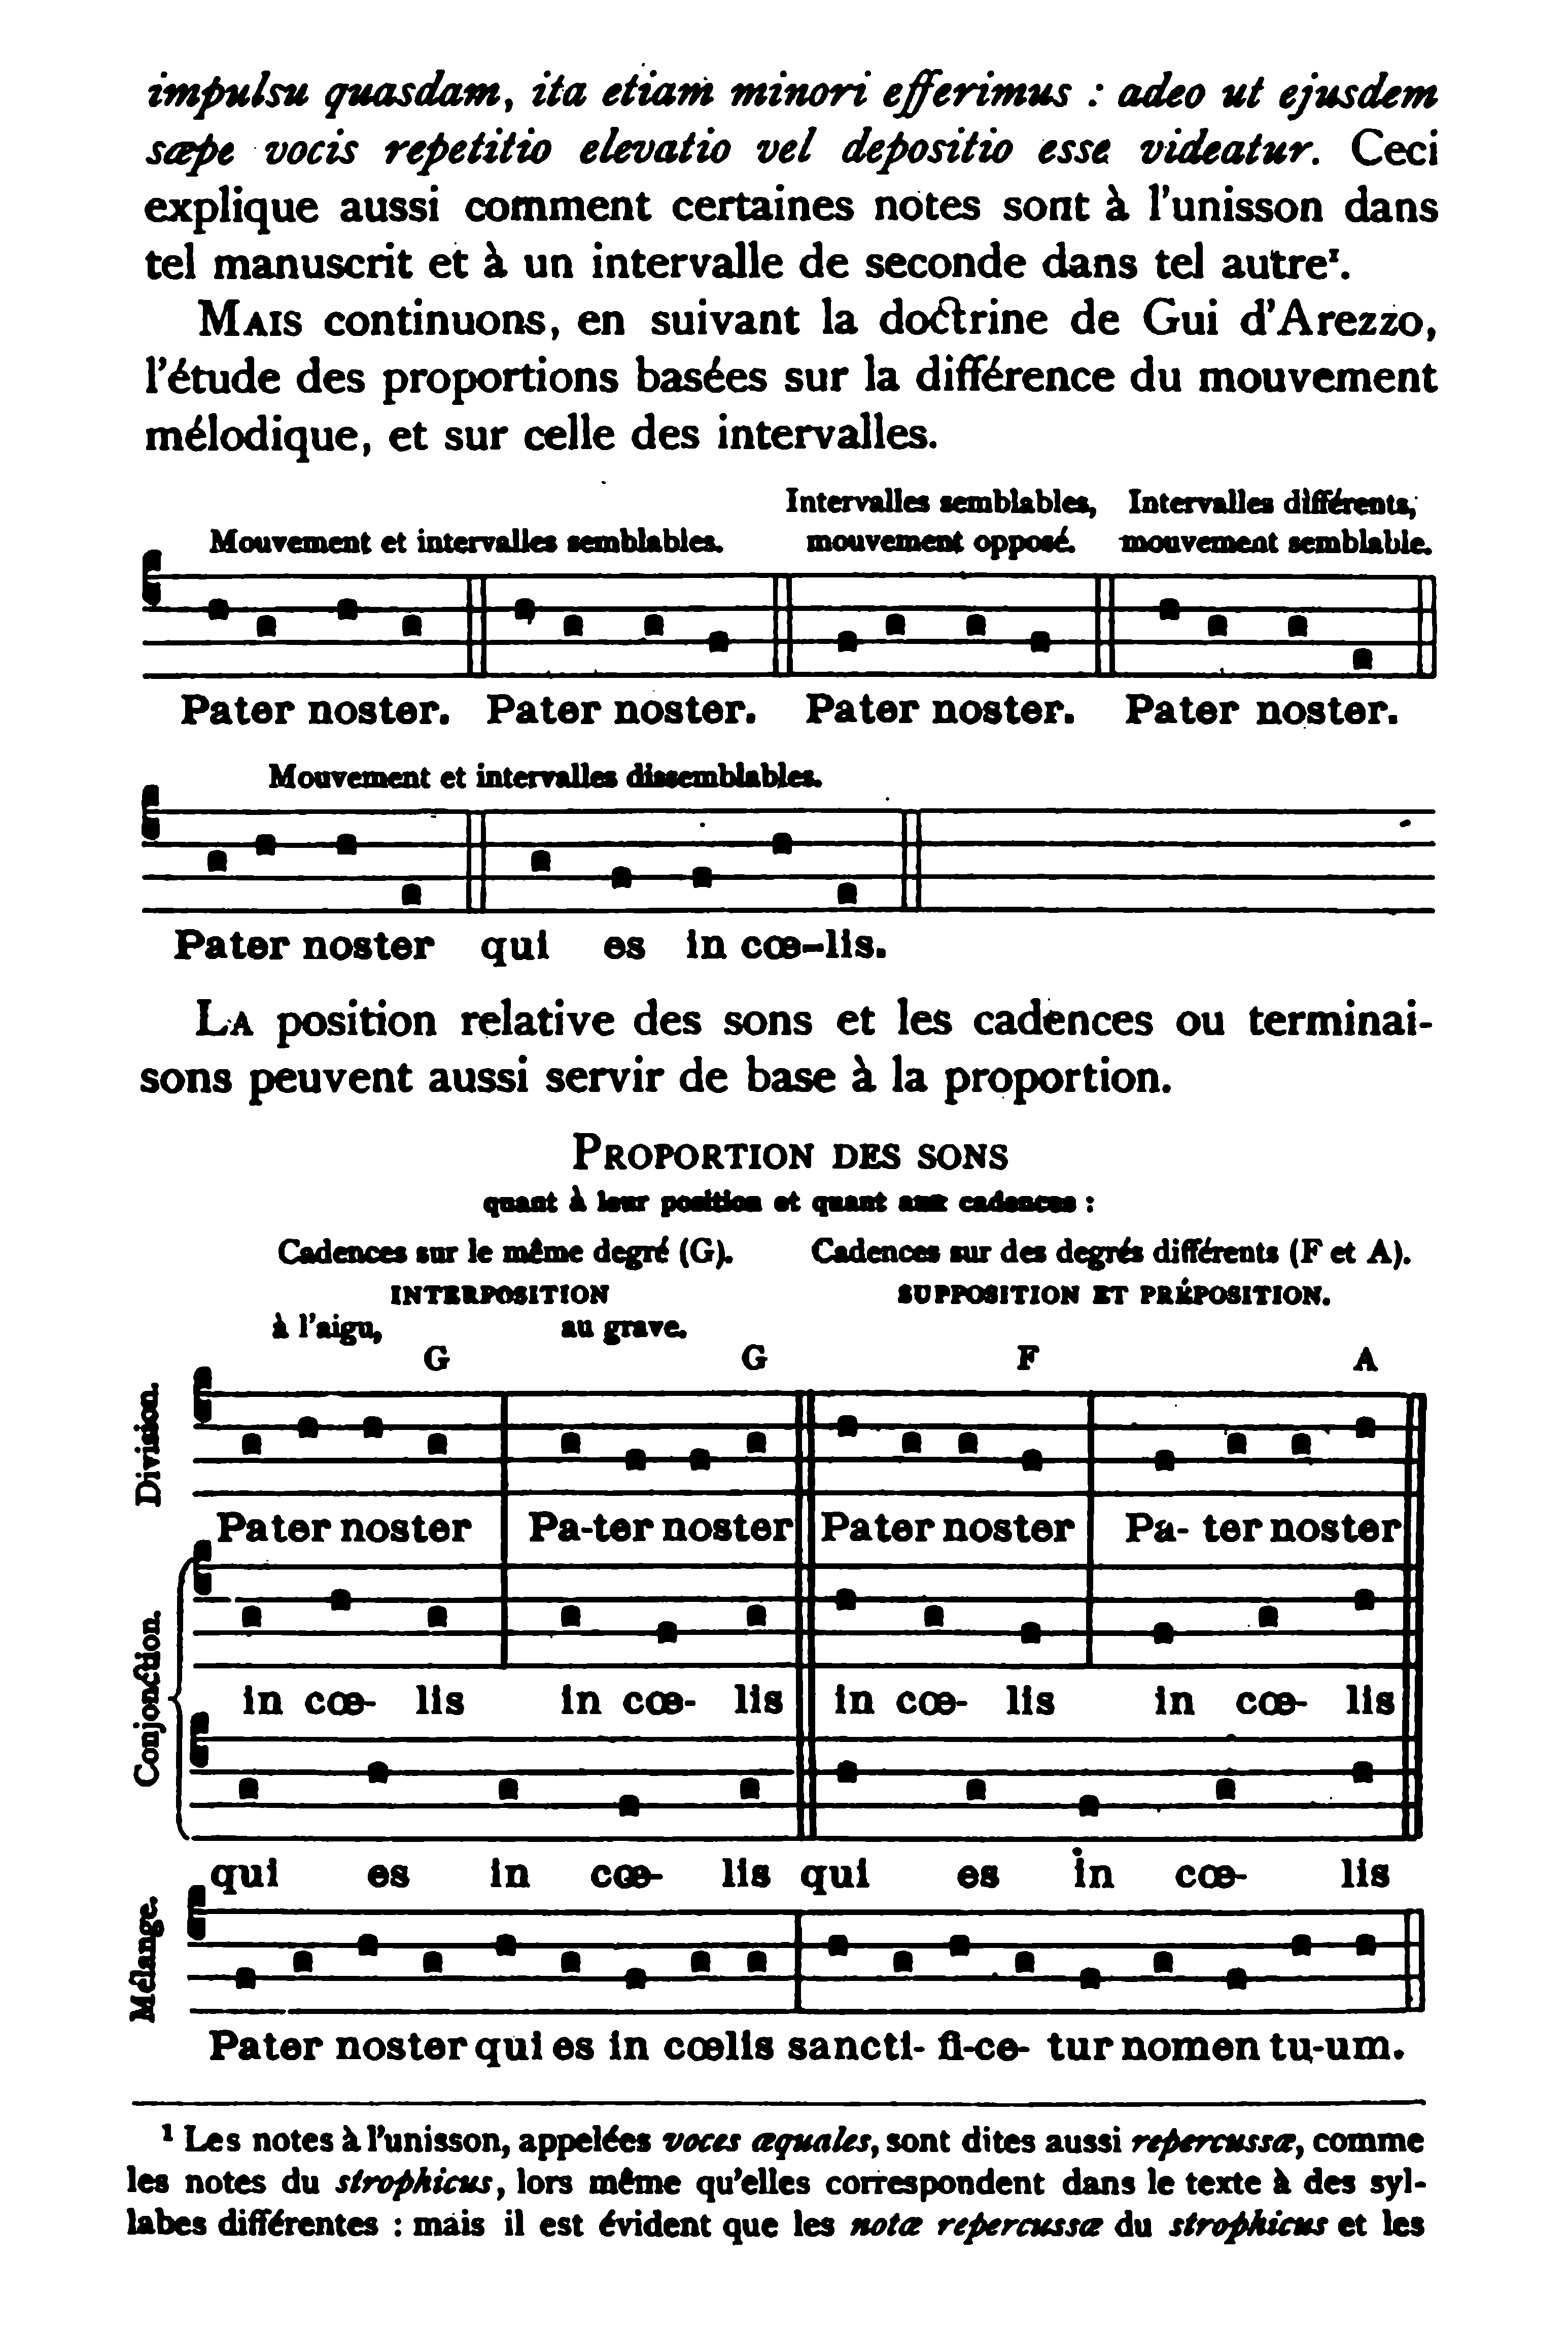 impulsu quasdam, ita etiam minori efferimus : adeo ut ejusdem
sæpe vocis repetitio elevatio vel depositio esse videatur. Ceci
explique aussi comment certaines notes sont à l'unisson dans
tel manuscrit et à un intervalle de seconde dans tel autre¹.
MAIS continuons, en suivant la doctrine de Gui d'Arezzo,
l'étude des proportions basées sur la différence du mouvement
mélodique, et sur celle des intervalles.
Mouvement et intervalles semblables.
Intervalles semblables,
mouvement opposé.
Intervalles différents,
mouvement semblable.
Pater noster. Pater noster. Pater noster. Pater noster.
Mouvement et intervalles dissemblables.
Pater noster qui es in cœ-lis.
LA position relative des sons et les cadences ou terminai-
sons peuvent aussi servir de base à la proportion.
PROPORTION DES SONS
quant à leur position et quant aux cadences :
Cadences sur le même degré (G). Cadences sur des degrés différents (F et A).
INTERPOSITION SUPPOSITION ET PRÉPOSITION.
à l'aigu, au grave.
G G F A
Division.
Pater noster Pa-ter noster Pater noster Pa- ter noster
Conjonction.
in cœ- lis in cœ- lis in cœ- lis in cœ- lis
qui es in cœ- lis qui es in cœ- lis
Mélange.
Pater noster qui es in cœlis sancti- fi-ce- tur nomen tu-um.
¹ Les notes à l'unisson, appelées voces æquales, sont dites aussi repercussæ, comme
les notes du strophicus, lors même qu'elles correspondent dans le texte à des syl-
labes différentes : mais il est évident que les notæ repercussæ du strophicus et les